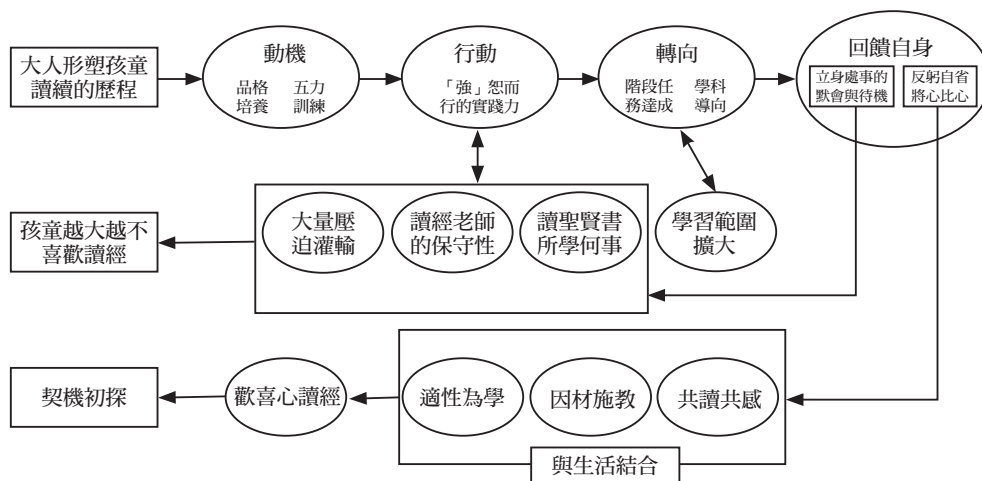 大人形塑孩童
讀續的歷程
動機
品格 五力
培養 訓練
行動
「強」恕而
行的實踐力
轉向
階段任 學科
務達成 導向
回饋自身
立身處事的
默會與待機
反躬自省
將心比心
孩童越大越不
喜歡讀經
大量壓
迫灌輸
讀經老師
的保守性
讀聖賢書
所學何事
學習範圍
擴大
契機初探
歡喜心讀經
適性為學
因材施教
共讀共感
與生活結合